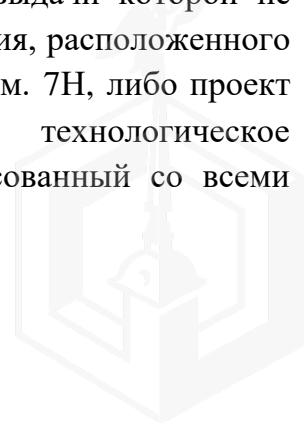 выдачи которой не
ия, расположенного
м. 7Н, либо проект
технологическое
сованный со всеми